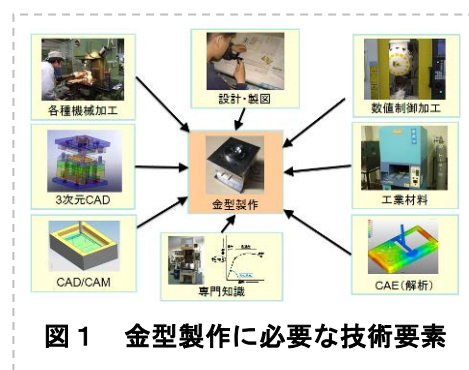 各種機械加工
設計・製図
数値制御加工
3次元CAD
金型製作
工業材料
CAD/CAM
専門知識
CAE(解析)
図1 金型製作に必要な技術要素